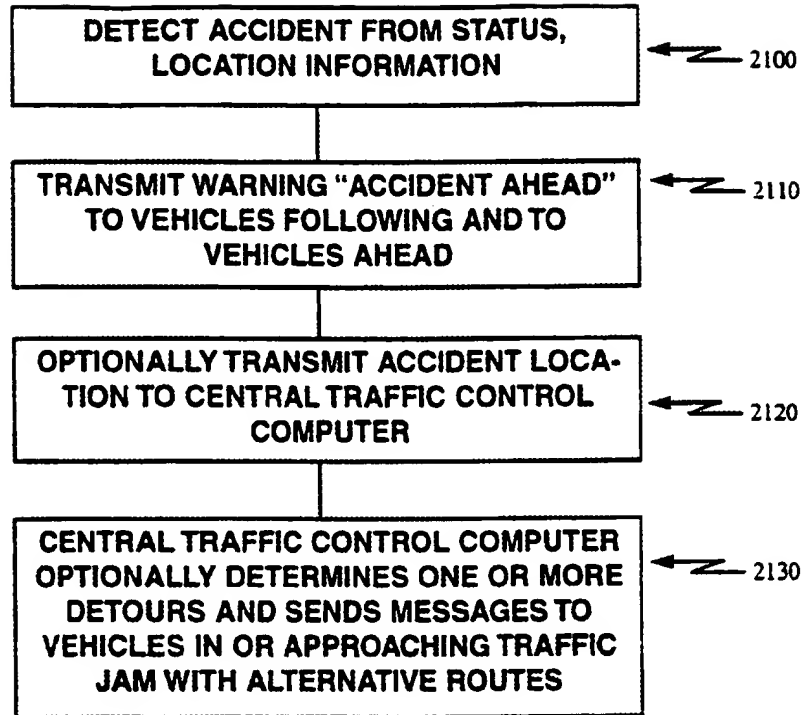 DETECT ACCIDENT FROM STATUS,
LOCATION INFORMATION
2100
TRANSMIT WARNING “ACCIDENT AHEAD”
TO VEHICLES FOLLOWING AND TO
VEHICLES AHEAD
2110
OPTIONALLY TRANSMIT ACCIDENT LOCA-
TION TO CENTRAL TRAFFIC CONTROL
COMPUTER
2120
CENTRAL TRAFFIC CONTROL COMPUTER
OPTIONALLY DETERMINES ONE OR MORE
DETOURS AND SENDS MESSAGES TO
VEHICLES IN OR APPROACHING TRAFFIC
JAM WITH ALTERNATIVE ROUTES
2130